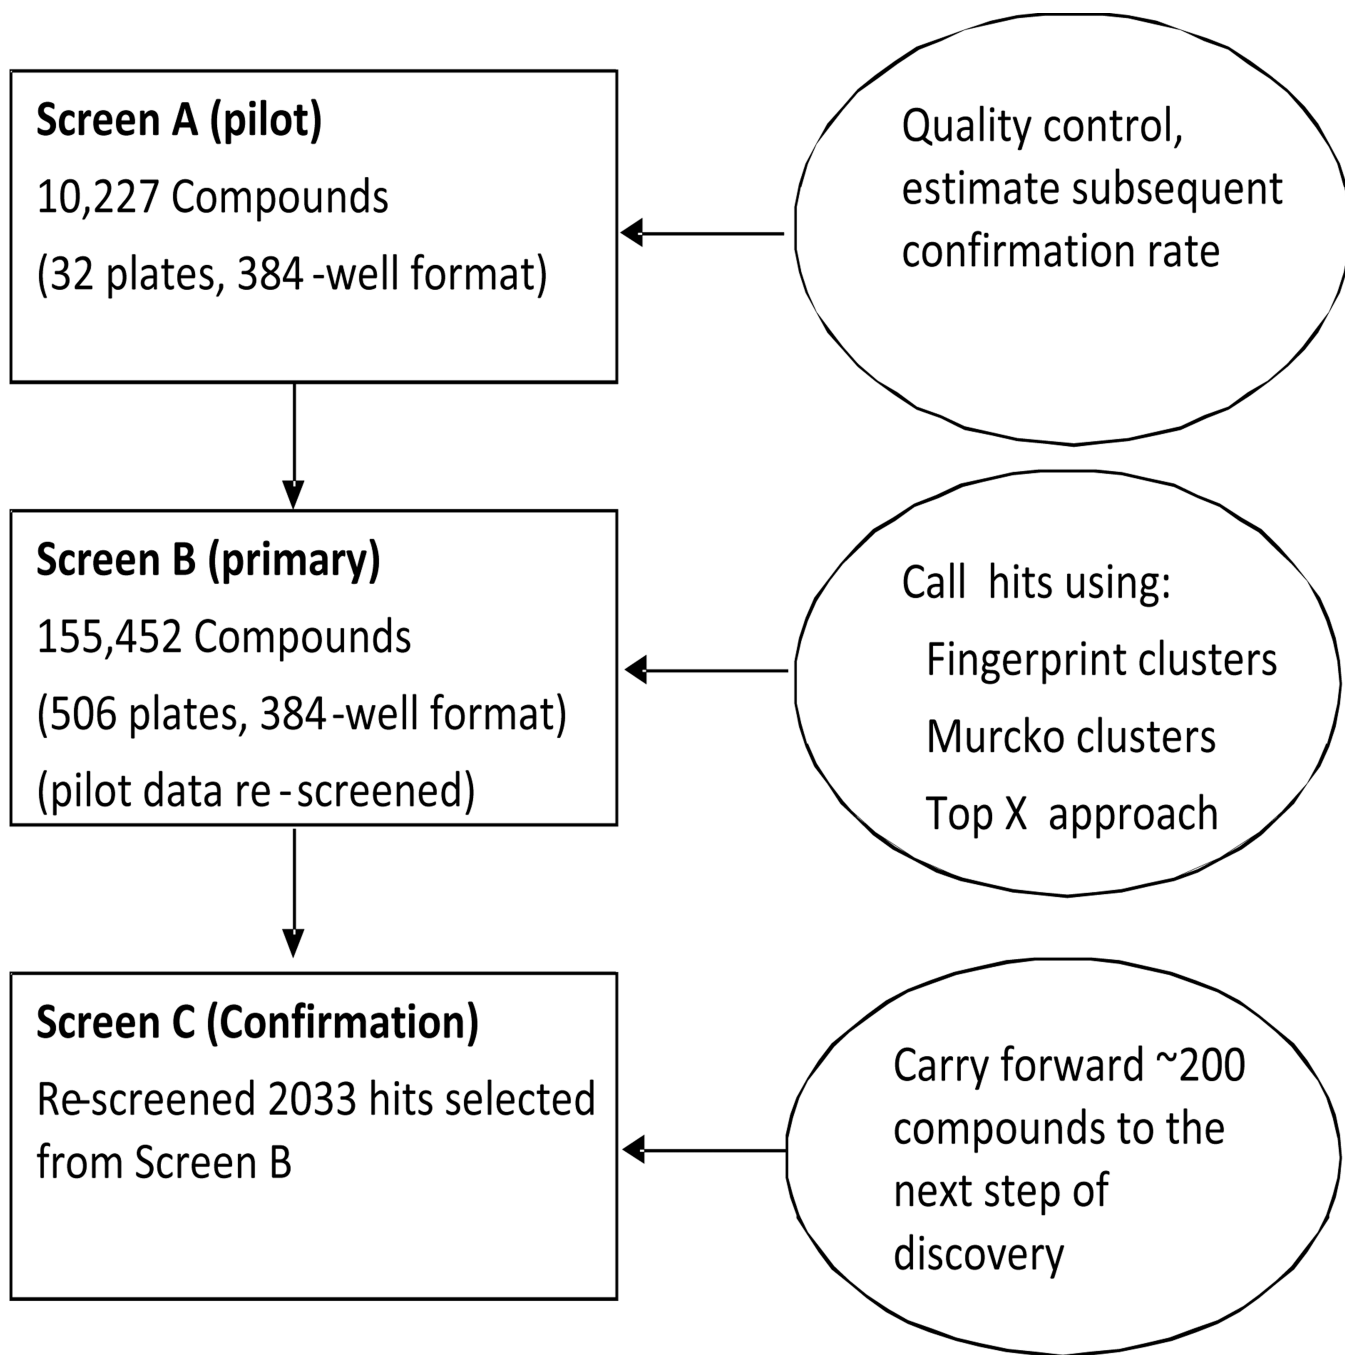 Screen A (pilot)
10,227 Compounds
(32 plates, 384-well format)
Quality control,
estimate subsequent
confirmation rate
Screen B (primary)
155,452 Compounds
(506 plates, 384-well format)
(pilot data re-screened)
Call hits using:
Fingerprint clusters
Murcko clusters
Top X approach
Screen C (Confirmation)
Re-screened 2033 hits selected
from Screen B
Carry forward ~200
compounds to the
next step of
discovery